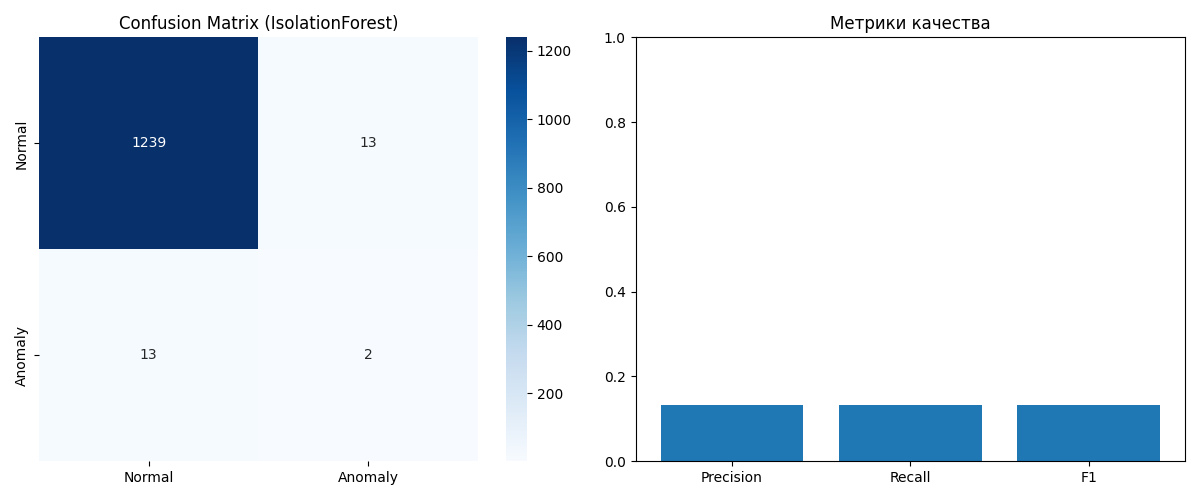 Confusion Matrix (IsolationForest)
Normal
Anomaly
1239
13
13
2
Normal
Anomaly
1200
1000
800
600
400
200
Метрики качества
1.0
0.8
0.6
0.4
0.2
0.0
Precision
Recall
F1